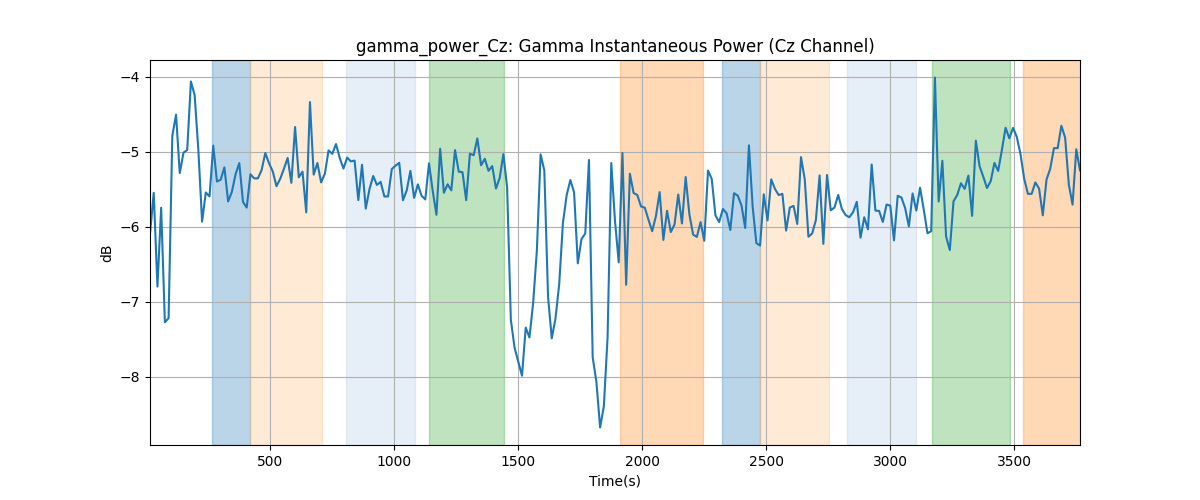 gamma_power_Cz: Gamma Instantaneous Power (Cz Channel)
−4
−5
−6
−7
−8
dB
500 1000 1500 2000 2500 3000 3500
Time(s)